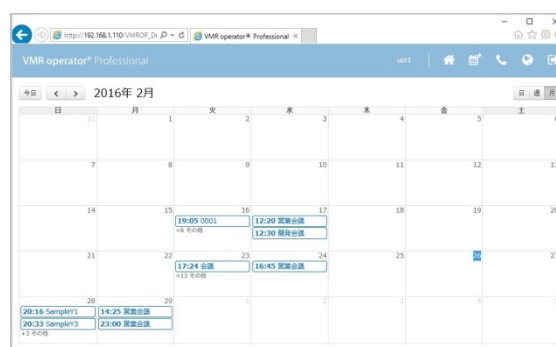 http://192.168.1.110/VMROP_De
VMR operator® Professional
VMR operator® Professional
usr1
今日
2016年 2月
日 週 月
日 月 火 水 木 金 土
31 1 2 3 4 5
7 8 9 10 11 12
14 15 16 17 18 19
19:05 0001 12:20 営業会議
+6 その他 12:30 開発会議
21 22 23 24 25 26
17:24 会議 16:45 営業会議
+13 その他
28 29 1 2 3 4
20:16 SampleY1 14:25 営業会議
20:33 SampleY3 23:00 営業会議
+3 その他